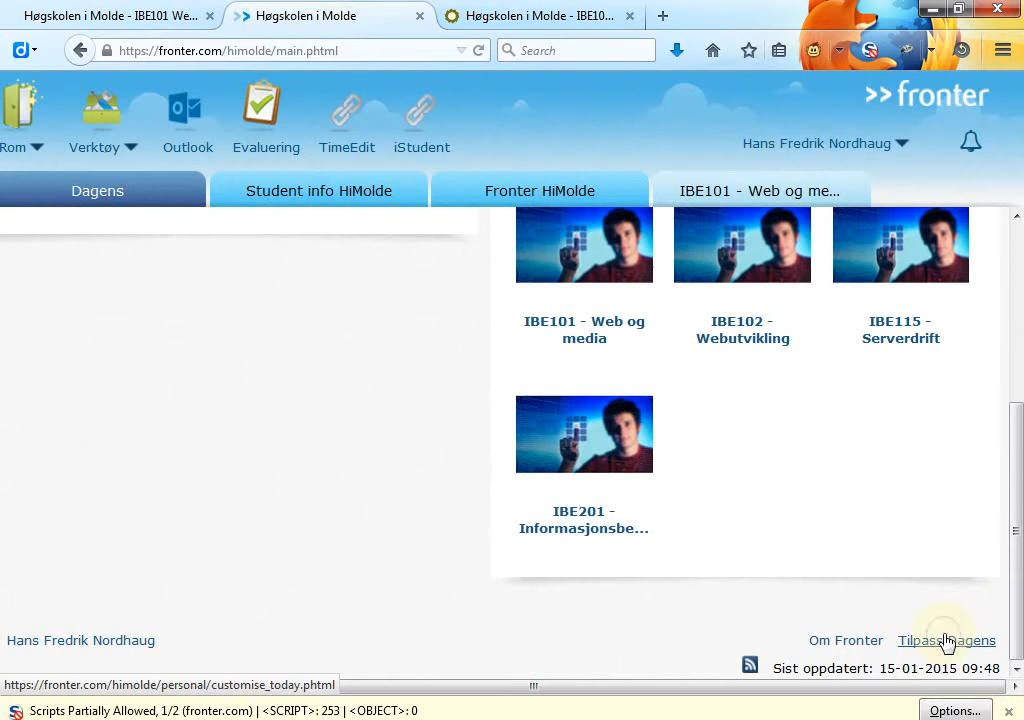 Høgskolen i Molde - IBE101 We...
Høgskolen i Molde
Høgskolen i Molde - IBE10...
https://fronter.com/himolde/main.phtml
Search
Rom
Verktøy
Outlook
Evaluering
TimeEdit
iStudent
>>fronter
Hans Fredrik Nordhaug
Dagens
Student info HiMolde
Fronter HiMolde
IBE101 - Web og me...
IBE101 - Web og
media
IBE102 -
Webutvikling
IBE115 -
Serverdrift
IBE201 -
Informasjonsbe...
Hans Fredrik Nordhaug
Om Fronter
Tilpass Dagens
Sist oppdatert: 15-01-2015 09:48
https://fronter.com/himolde/personal/customise_today.phtml
Scripts Partially Allowed, 1/2 (fronter.com) | <SCRIPT>: 253 | <OBJECT>: 0
Options...